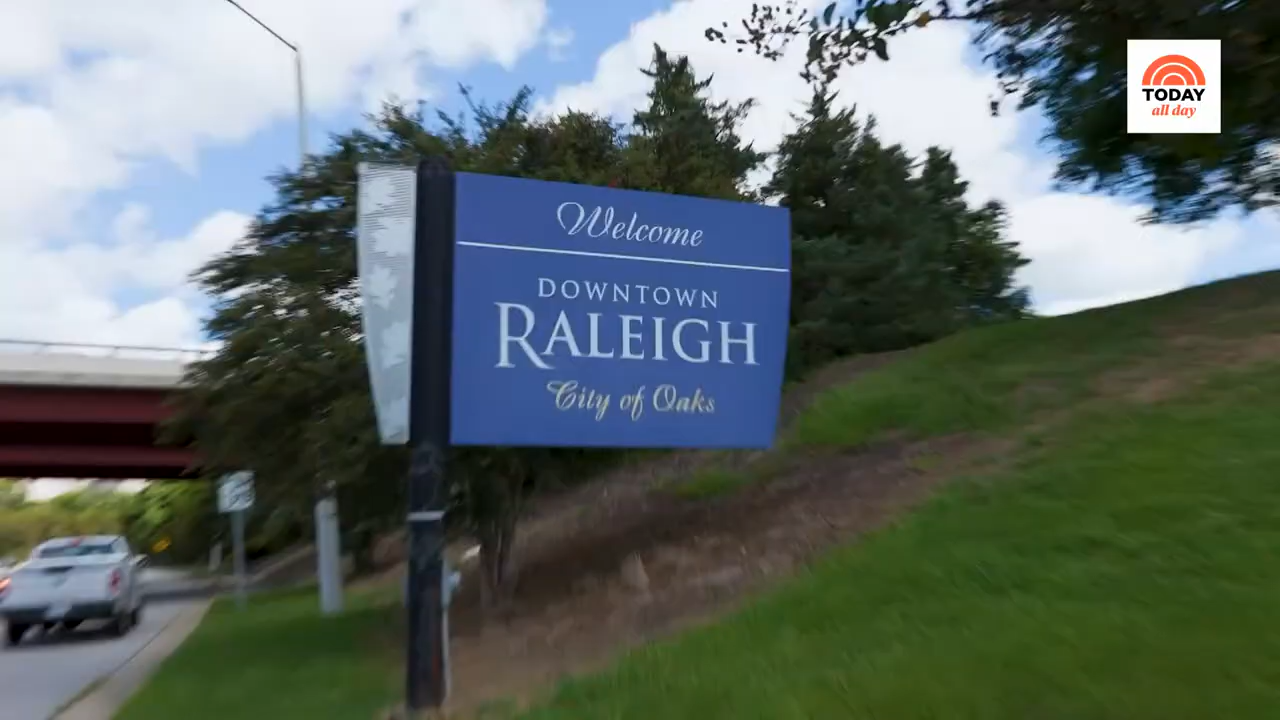 TODAY
all day
Welcome
DOWNTOWN
RALEIGH
City of Oaks